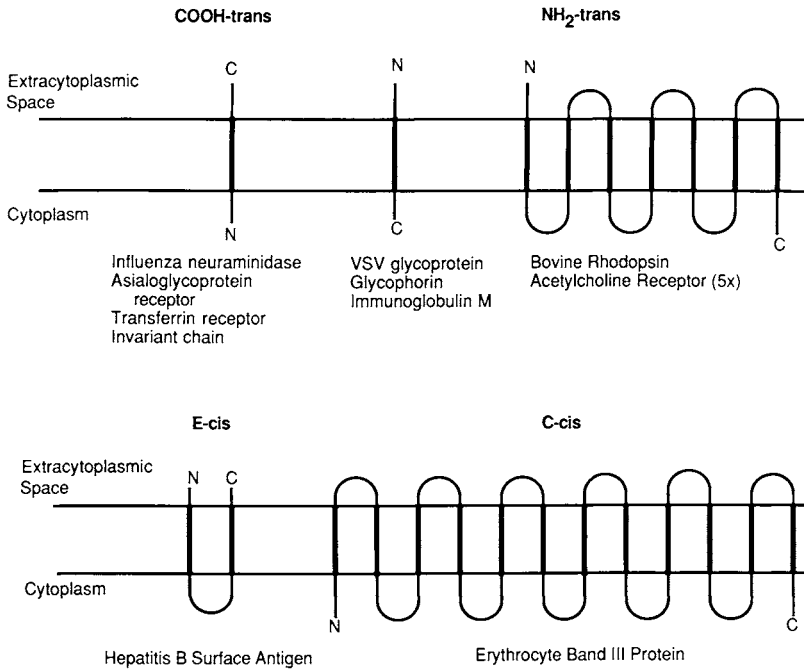 COOH-trans
NH2-trans
C
N
N
Extracytoplasmic
Space
Cytoplasm
N
C
C
Influenza neuraminidase
Asialoglycoprotein
receptor
Transferrin receptor
Invariant chain
VSV glycoprotein
Glycophorin
Immunoglobulin M
Bovine Rhodopsin
Acetylcholine Receptor (5x)
E-cis
C-cis
Extracytoplasmic
Space
N
C
Cytoplasm
N
C
Hepatitis B Surface Antigen
Erythrocyte Band III Protein